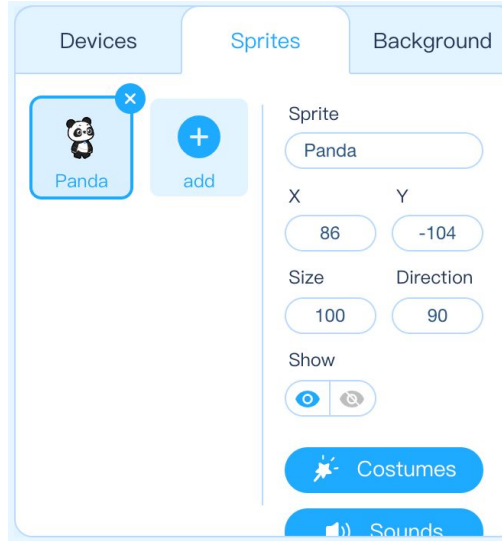 Devices Sprites Background
Panda
add
Sprite
Panda
X Y
86 -104
Size Direction
100 90
Show
Costumes
Sounds